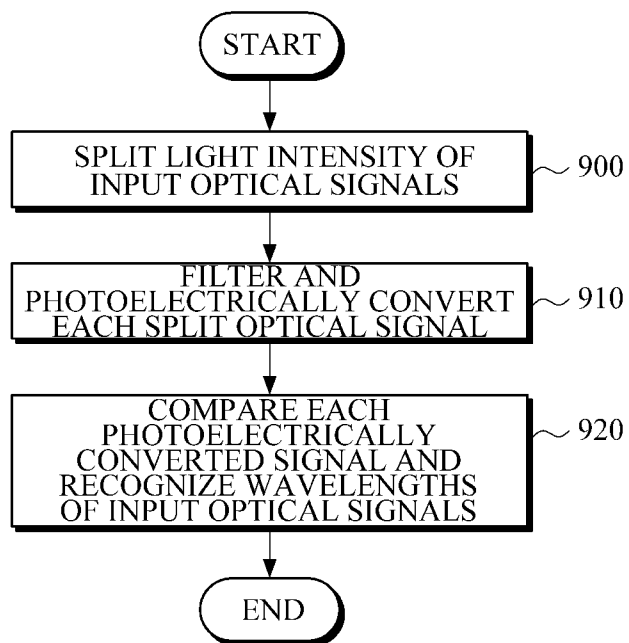 START
SPLIT LIGHT INTENSITY OF
INPUT OPTICAL SIGNALS
900
FILTER AND
PHOTOELECTRICALLY CONVERT
EACH SPLIT OPTICAL SIGNAL
910
COMPARE EACH
PHOTOELECTRICALLY
CONVERTED SIGNAL AND
RECOGNIZE WAVELENGTHS
OF INPUT OPTICAL SIGNALS
920
END